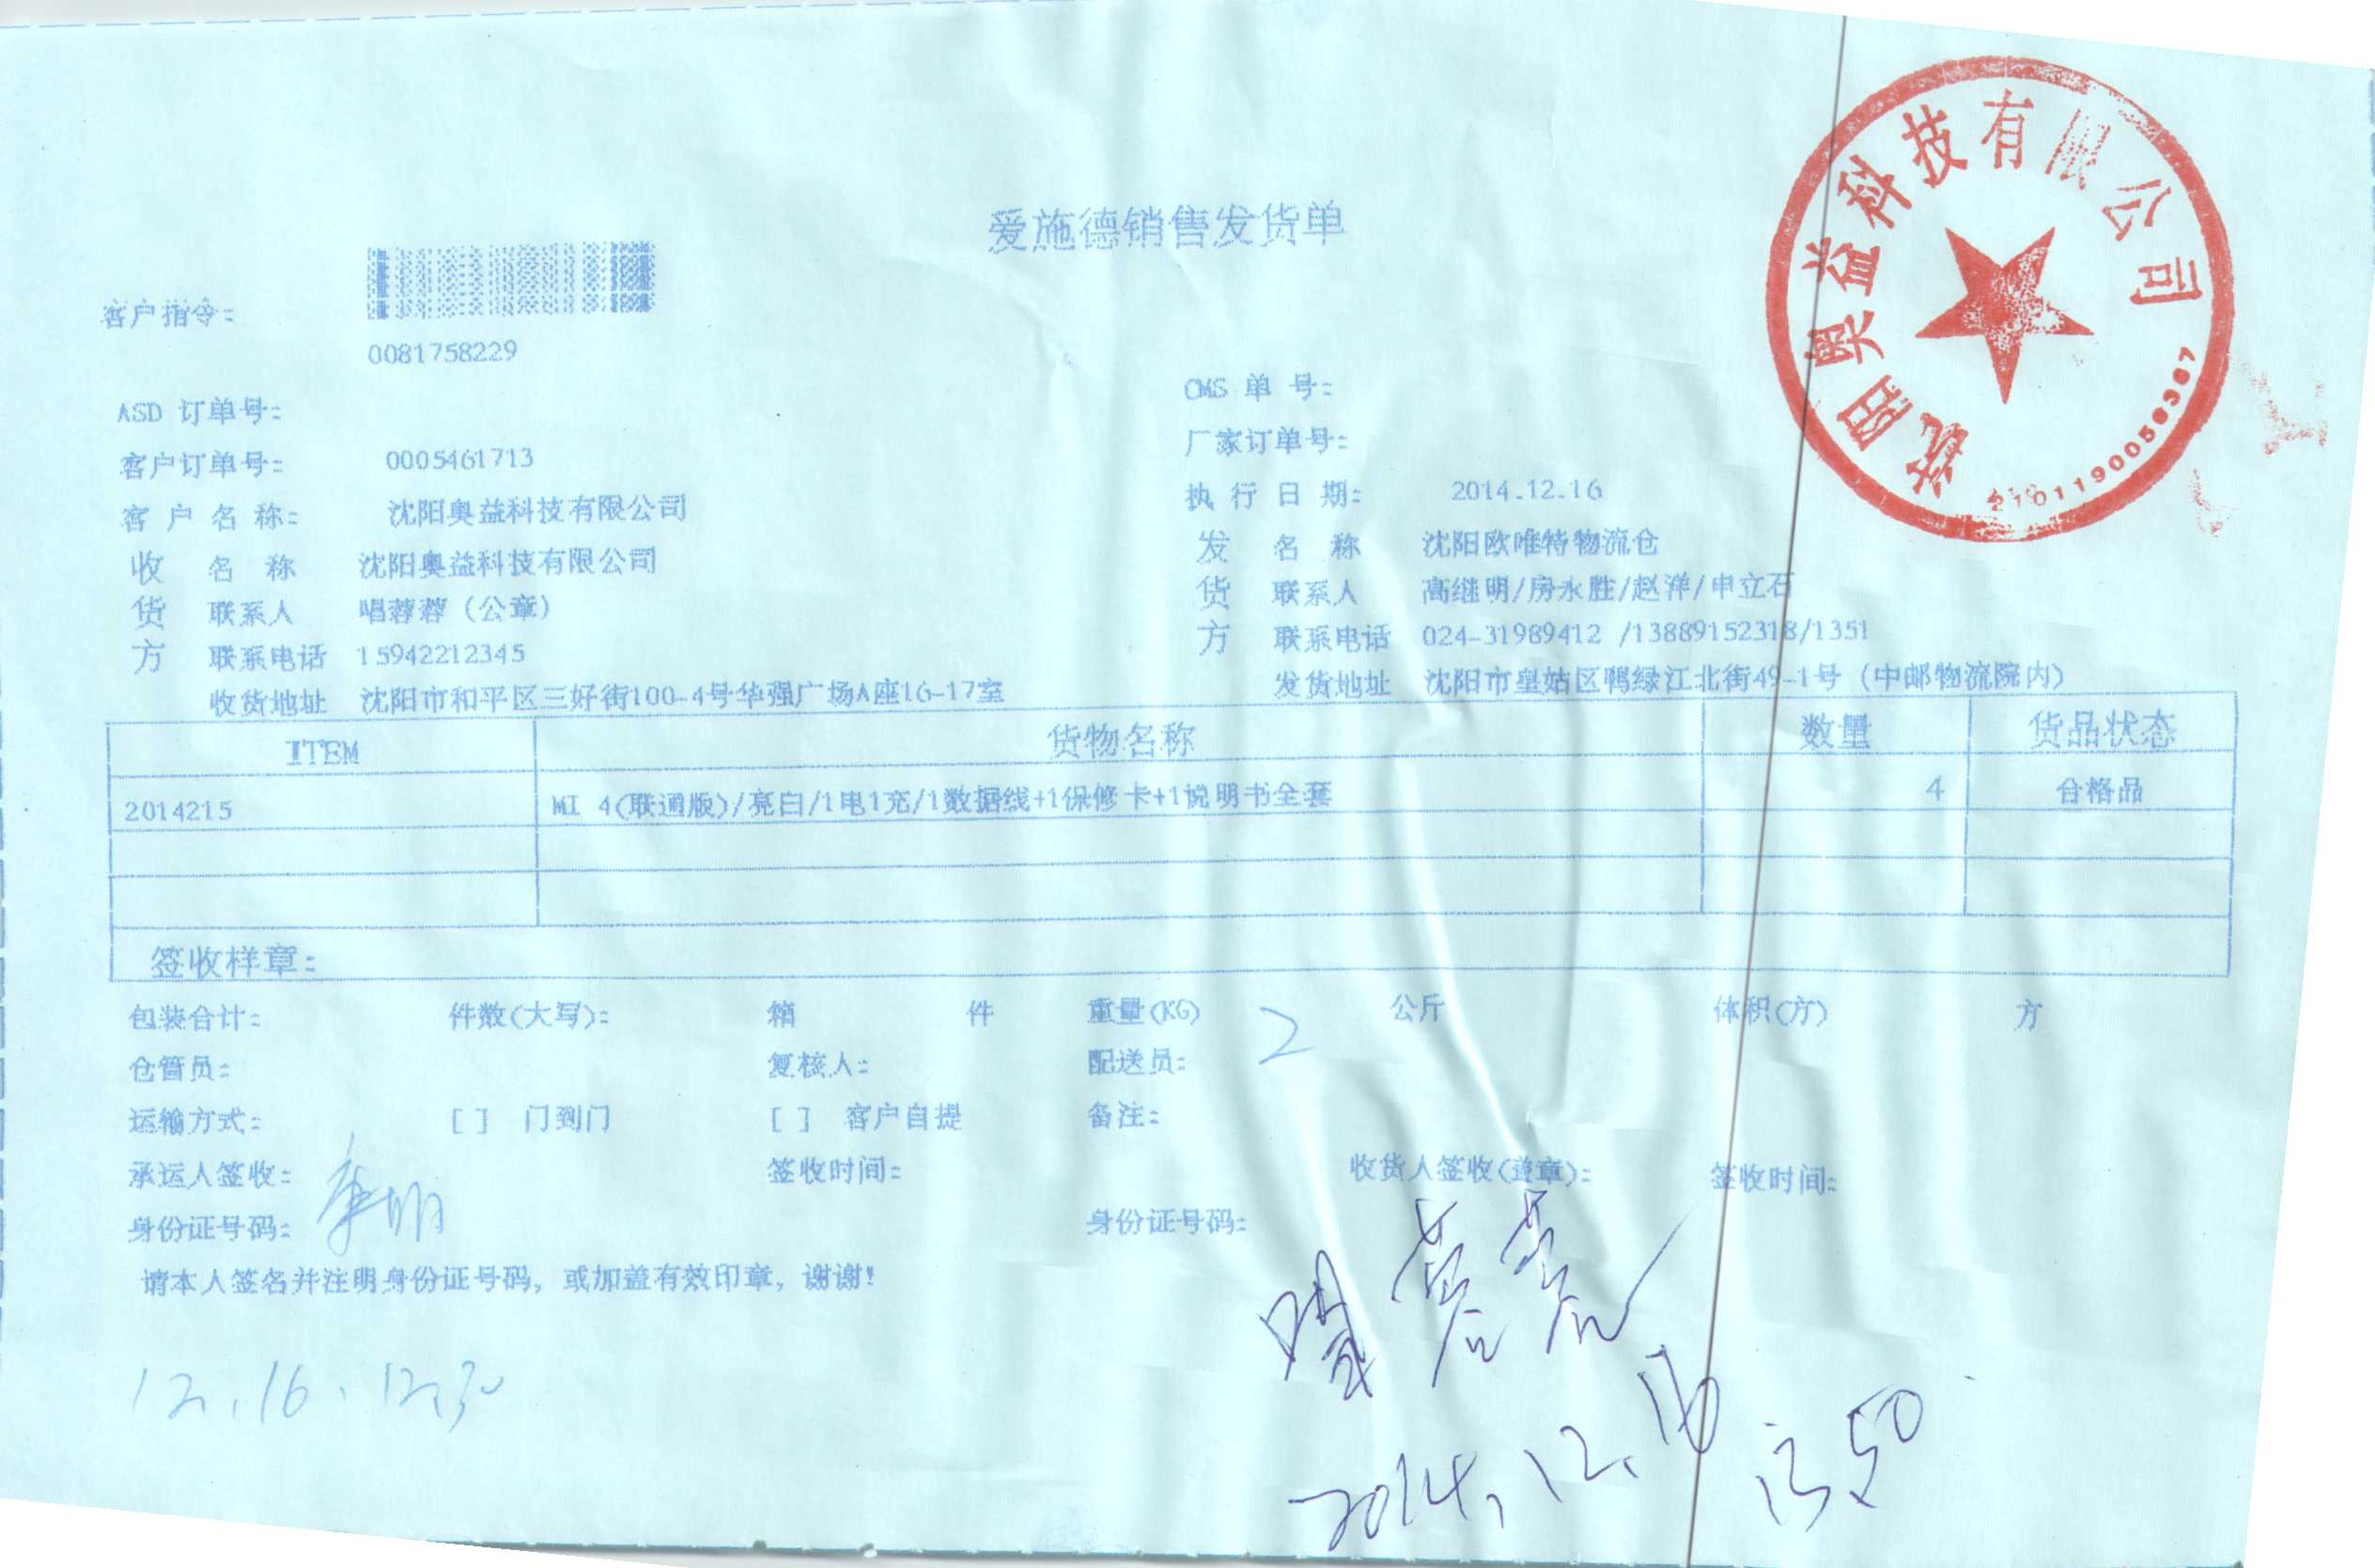 爱施德销售发货单
客户指令：
0081758229
ASD 订单号：
CMS 单 号：
厂家订单号：
客户订单号： 0005461713
执 行 日 期： 2014.12.16
客 户 名 称： 沈阳奥益科技有限公司
收 名 称 沈阳奥益科技有限公司
发 名 称 沈阳欧唯特物流仓
货 联系人 唱蓉蓉（公章）
货 联系人 高继明/房永胜/赵洋/申立石
方 联系电话 15942212345
方 联系电话 024-31989412 /13889152318/1351
收货地址 沈阳市和平区三好街100-4号华强广场A座16-17室
发货地址 沈阳市皇姑区鸭绿江北街49-1号（中邮物流院内）
ITEM 货物名称 数量 货品状态
2014215 MI 4(联通版)/亮白/1电1充/1数据线+1保修卡+1说明书全套 4 合格品
签收样章：
包装合计： 件数(大写)： 箱 件 重量(KG) 2 公斤 体积(方) 方
仓管员： 复核人： 配送员：
运输方式： [ ] 门到门 [ ] 客户自提 备注：
承运人签收： 签收时间： 收货人签收(盖章)： 签收时间：
身份证号码： 身份证号码：
请本人签名并注明身份证号码，或加盖有效印章，谢谢！
唱蓉蓉
12.16. 12.30
2014.12.16 13.50
沈阳奥益科技有限公司